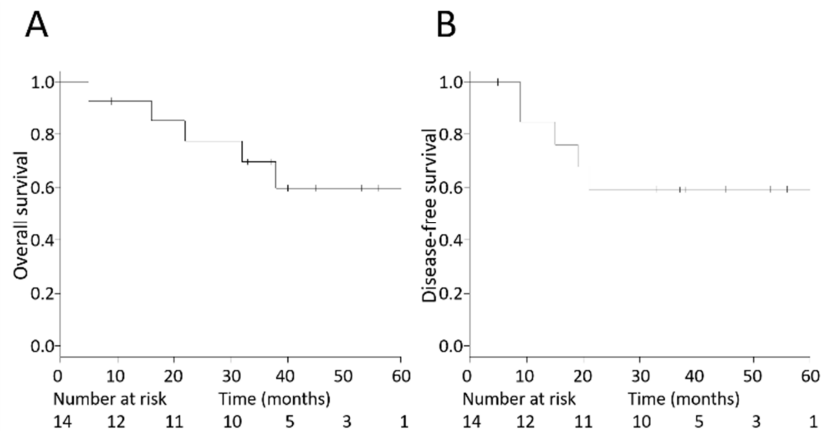 A
Overall survival
1.0
0.8
0.6
0.4
0.2
0.0
0 10 20 30 40 50 60
Number at risk Time (months)
14 12 11 10 5 3 1
B
Disease-free survival
1.0
0.8
0.6
0.4
0.2
0.0
0 10 20 30 40 50 60
Number at risk Time (months)
14 12 11 10 5 3 1